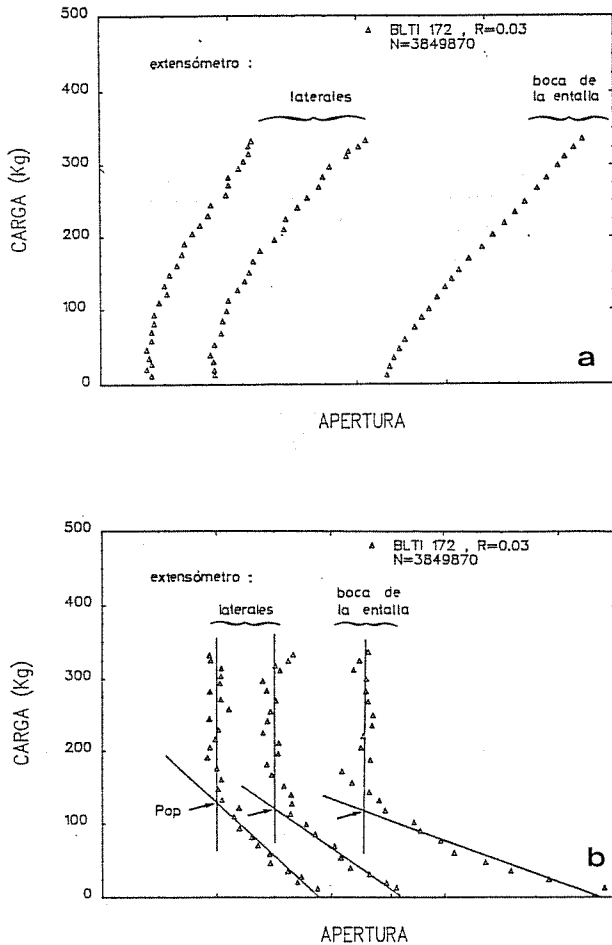 500
400
300
200
100
0
CARGA (Kg)
BLTI 172 , R=0.03
N=3849870
extensómetro :
laterales
boca de
la entalla
a
APERTURA
500
400
300
200
100
0
CARGA (Kg)
BLTI 172 , R=0.03
N=3849870
extensómetro :
laterales
boca de
la entalla
Pop
b
APERTURA